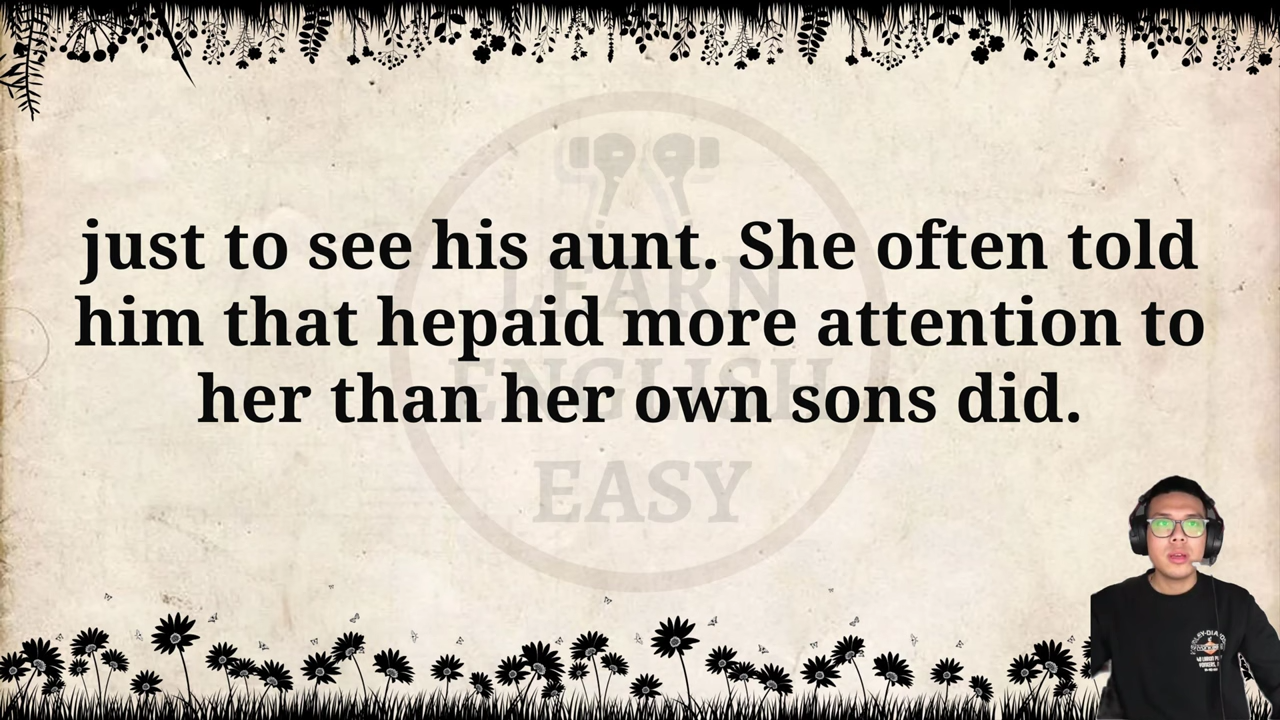 just to see his aunt. She often told
him that hepaid more attention to
her than her own sons did.
LEARN
ENGLISH
EASY